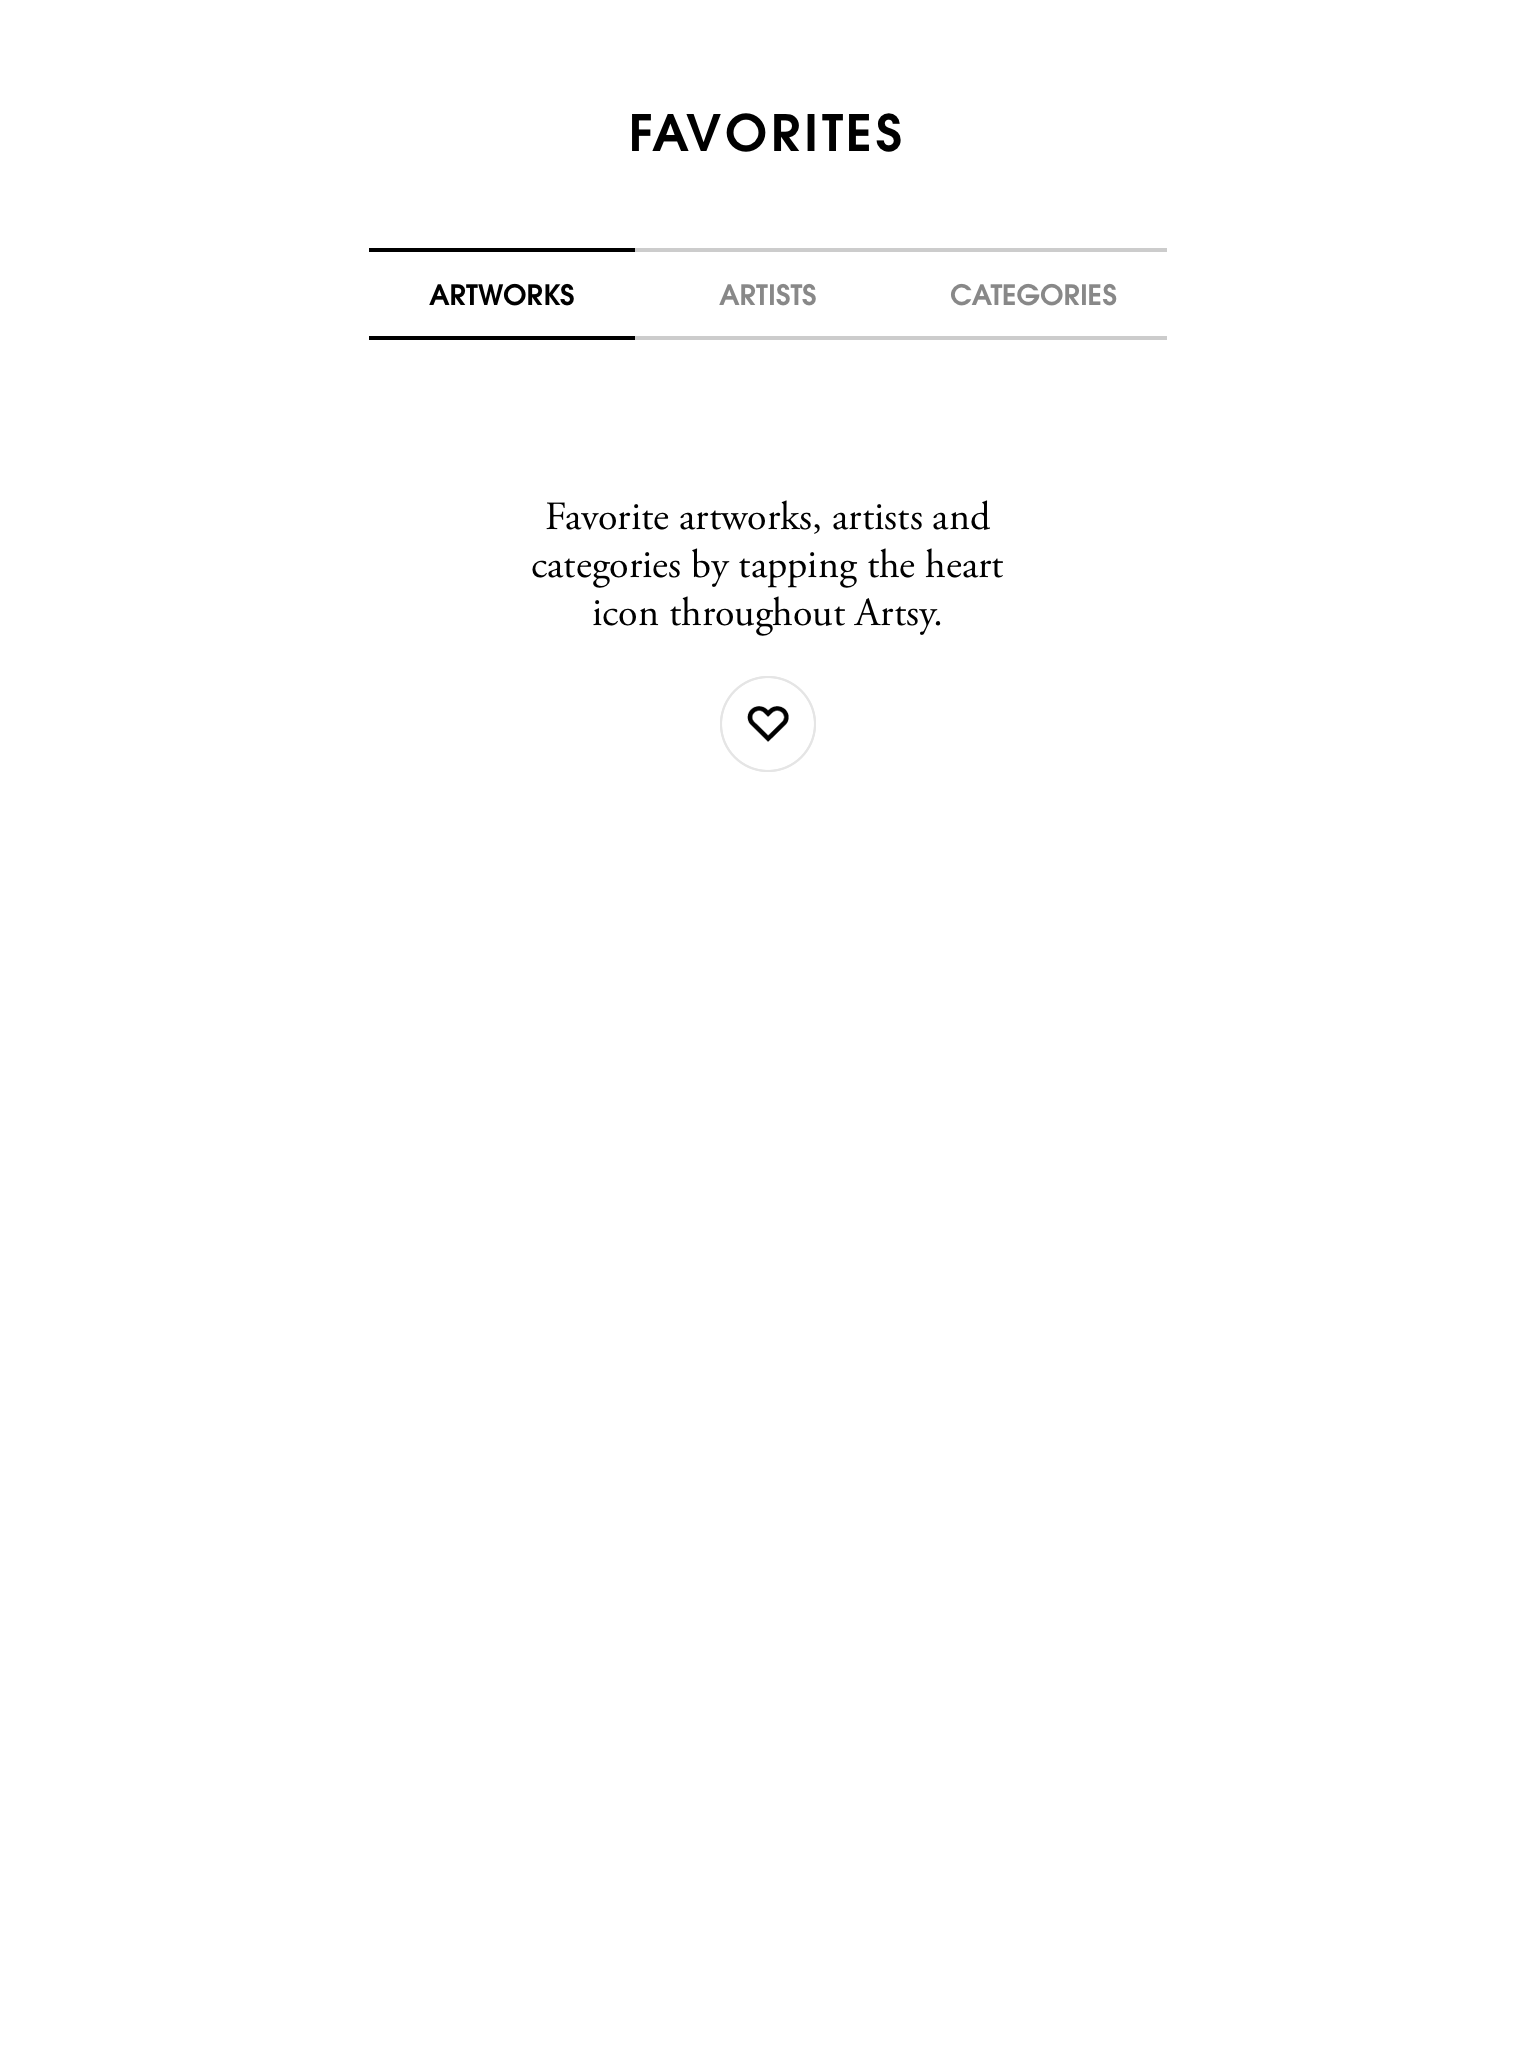 FAVORITES
ARTWORKS ARTISTS CATEGORIES
Favorite artworks, artists and
categories by tapping the heart
icon throughout Artsy.